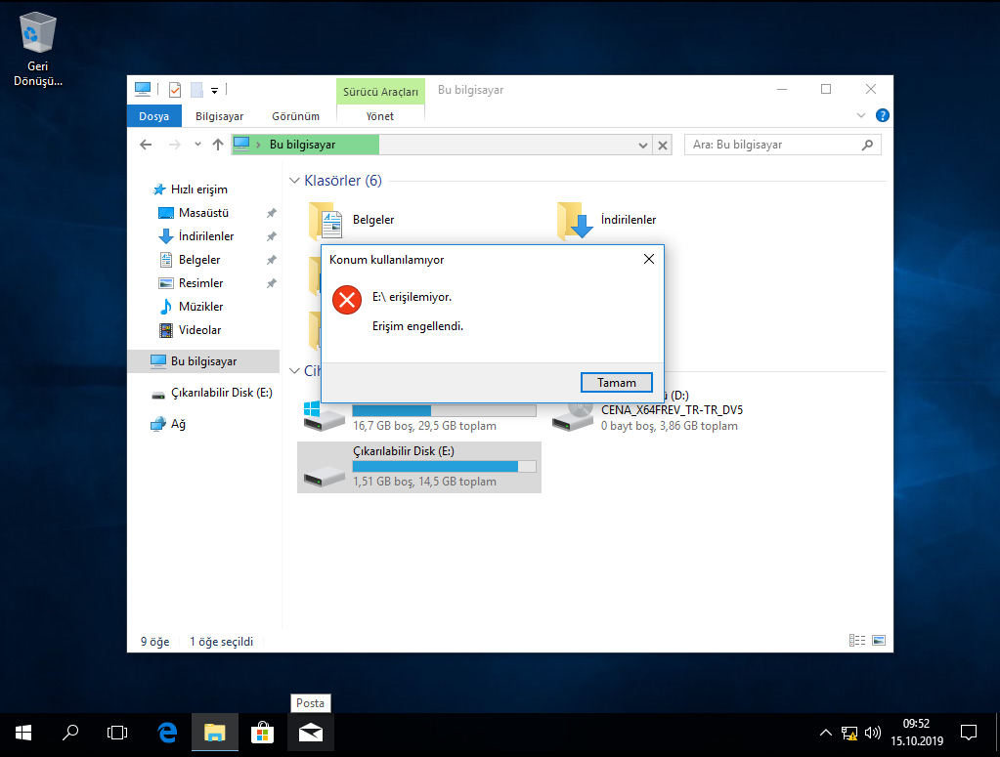 Geri
Dönüşü...
Sürücü Araçları
Bu bilgisayar
Dosya
Bilgisayar
Görünüm
Yönet
Bu bilgisayar
Ara: Bu bilgisayar
Hızlı erişim
Masaüstü
İndirilenler
Belgeler
Resimler
Müzikler
Videolar
Bu bilgisayar
Çıkarılabilir Disk (E:)
Ağ
Klasörler (6)
Belgeler
İndirilenler
Konum kullanılamıyor
E:\ erişilemiyor.
Erişim engellendi.
Tamam
(D:)
16,7 GB boş, 29,5 GB toplam
CENA_X64FREV_TR-TR_DV5
0 bayt boş, 3,86 GB toplam
Çıkarılabilir Disk (E:)
1,51 GB boş, 14,5 GB toplam
9 öğe
1 öğe seçildi
Posta
09:52
15.10.2019